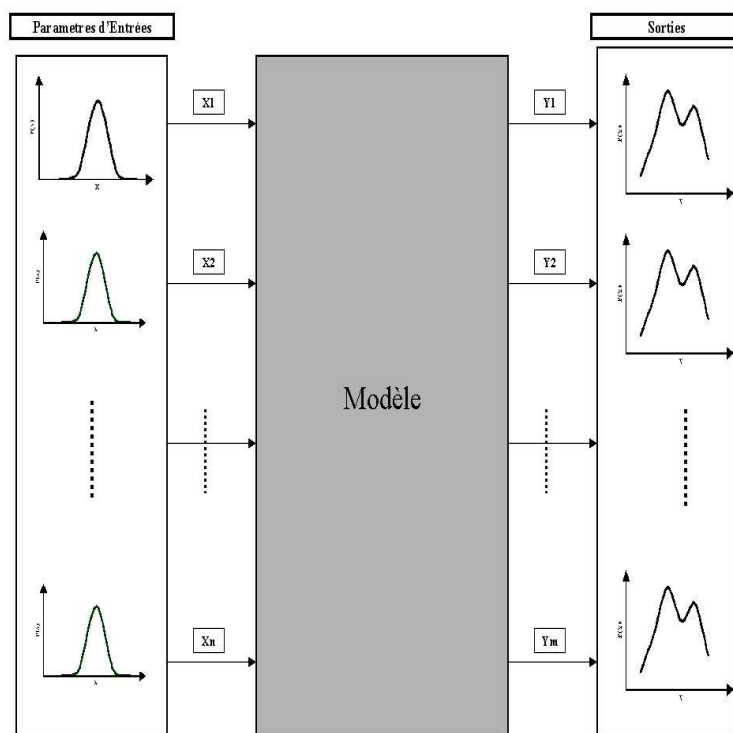 Parametres d'Entrées
Sorties
X1
Y1
P(X)
X
P(X)
Y
X2
Y2
P(X)
X
P(X)
Y
Modèle
Xn
Ym
P(X)
X
P(X)
Y